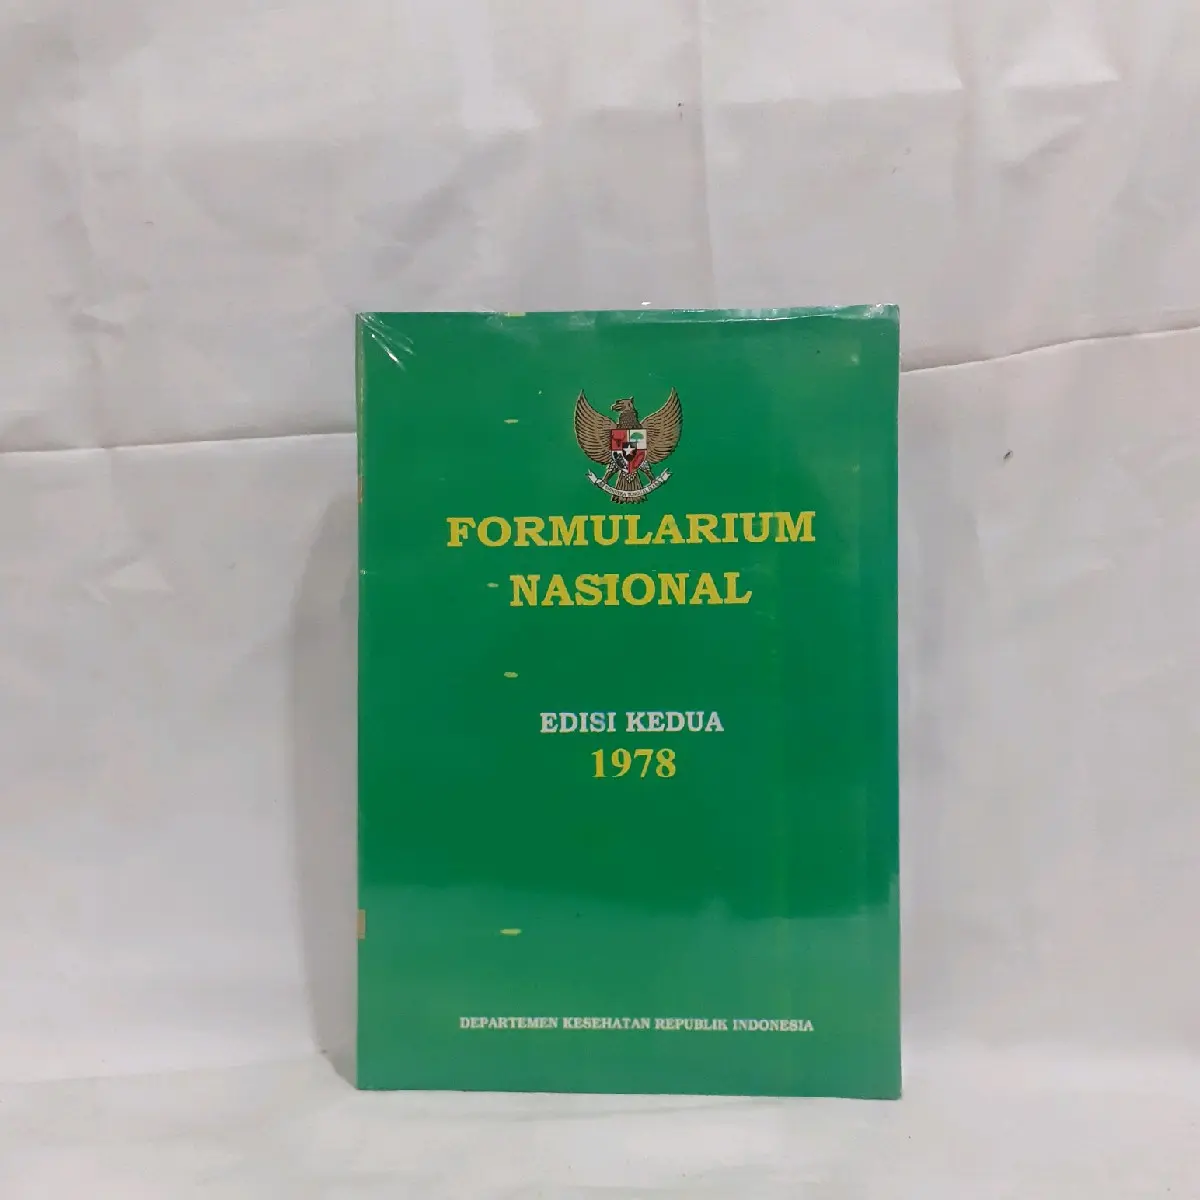 FORMULARIUM
NASIONAL
EDISI KEDUA
1978
DEPARTEMEN KESEHATAN REPUBLIK INDONESIA